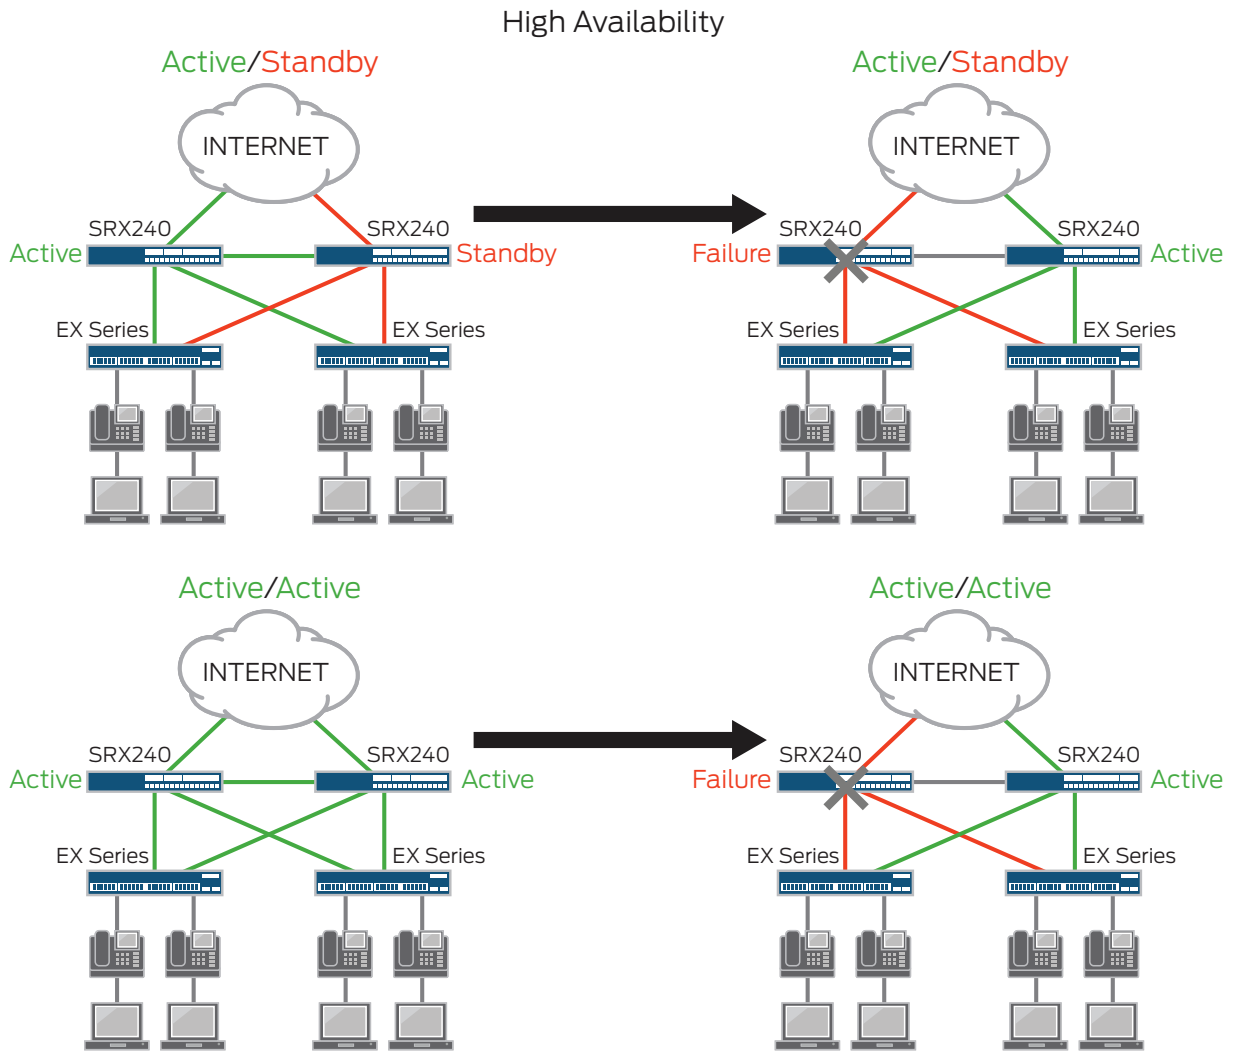 High Availability
Active/Standby
Active/Standby
INTERNET
INTERNET
SRX240
SRX240
SRX240
SRX240
Active
Standby
Failure
Active
EX Series
EX Series
EX Series
EX Series
Active/Active
Active/Active
INTERNET
INTERNET
SRX240
SRX240
SRX240
SRX240
Active
Active
Failure
Active
EX Series
EX Series
EX Series
EX Series